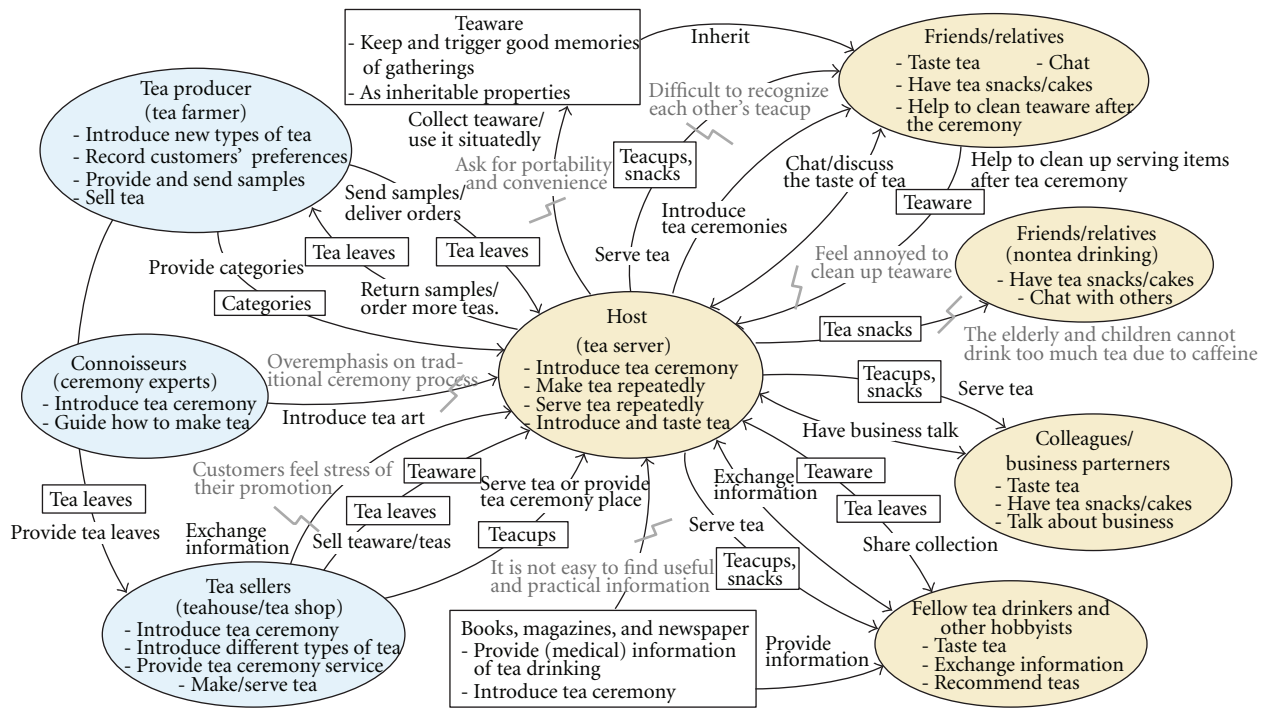 Teaware
- Keep and trigger good memories
of gatherings
- As inheritable properties
Inherit
Friends/relatives
- Taste tea - Chat
- Have tea snacks/cakes
- Help to clean teaware after
the ceremony
Tea producer
(tea farmer)
- Introduce new types of tea
- Record customers' preferences
- Provide and send samples
- Sell tea
Collect teaware/
use it situatedly
Difficult to recognize
each other's teacup
Ask for portability
and convenience
Teacups,
snacks
Chat/discuss
the taste of tea
Help to clean up serving items
after tea ceremony
Teaware
Send samples/
deliver orders
Tea leaves
Tea leaves
Introduce
tea ceremonies
Serve tea
Feel annoyed to
clean up teaware
Friends/relatives
(nontea drinking)
- Have tea snacks/cakes
- Chat with others
Provide categories
Categories
Return samples/
order more teas.
Host
(tea server)
- Introduce tea ceremony
- Make tea repeatedly
- Serve tea repeatedly
- Introduce and taste tea
Tea snacks
The elderly and children cannot
drink too much tea due to caffeine
Connoisseurs
(ceremony experts)
- Introduce tea ceremony
- Guide how to make tea
Overemphasis on trad-
itional ceremony process
Introduce tea art
Teacups,
snacks
Serve tea
Have business talk
Colleagues/
business parterners
- Taste tea
- Have tea snacks/cakes
- Talk about business
Customers feel stress of
their promotion
Teaware
Tea leaves
Sell teaware/teas
Serve tea or provide
tea ceremony place
Teacups
Exchange
information
Teaware
Tea leaves
Share collection
Serve tea
Teacups,
snacks
Tea leaves
Provide tea leaves
Exchange
information
It is not easy to find useful
and practical information
Tea sellers
(teahouse/tea shop)
- Introduce tea ceremony
- Introduce different types of tea
- Provide tea ceremony service
- Make/serve tea
Books, magazines, and newspaper
- Provide (medical) information
of tea drinking
- Introduce tea ceremony
Provide
information
Fellow tea drinkers and
other hobbyists
- Taste tea
- Exchange information
- Recommend teas